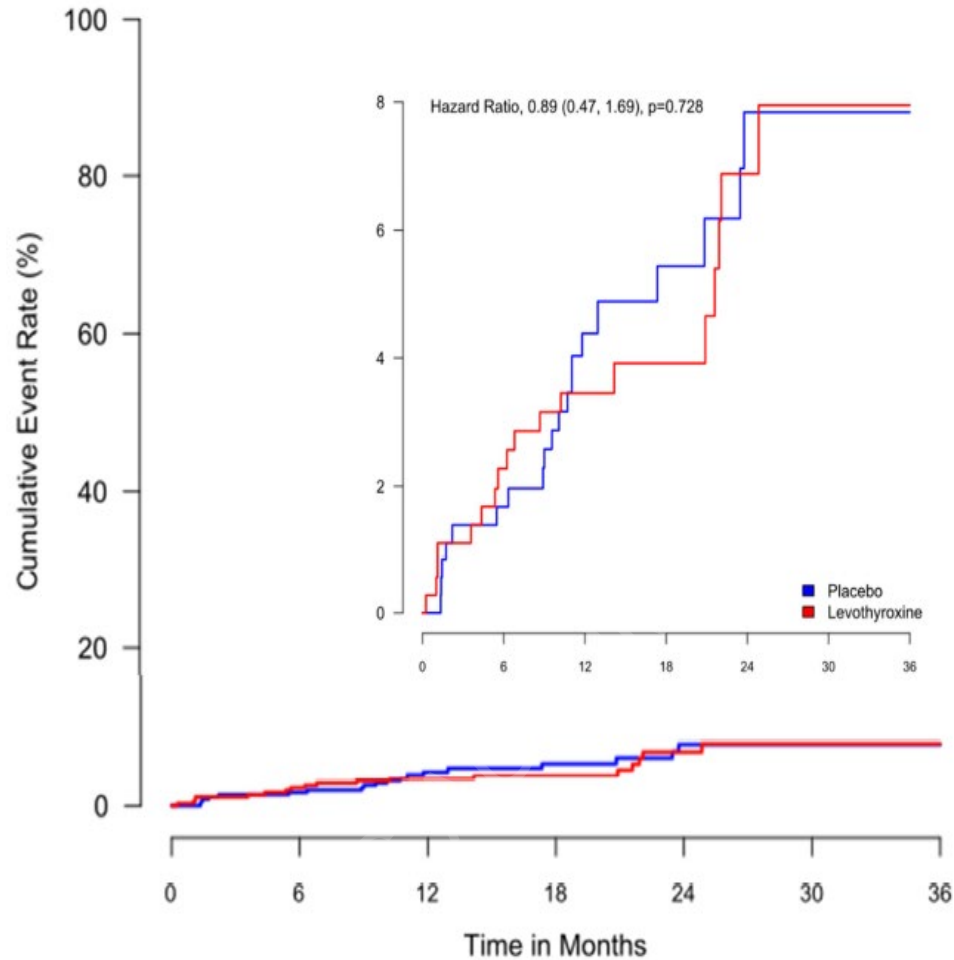 100
80
60
40
20
0
Cumulative Event Rate (%)
8
6
4
2
0
Hazard Ratio, 0.89 (0.47, 1.69), p=0.728
Placebo
Levothyroxine
0 6 12 18 24 30 36
0 6 12 18 24 30 36
Time in Months